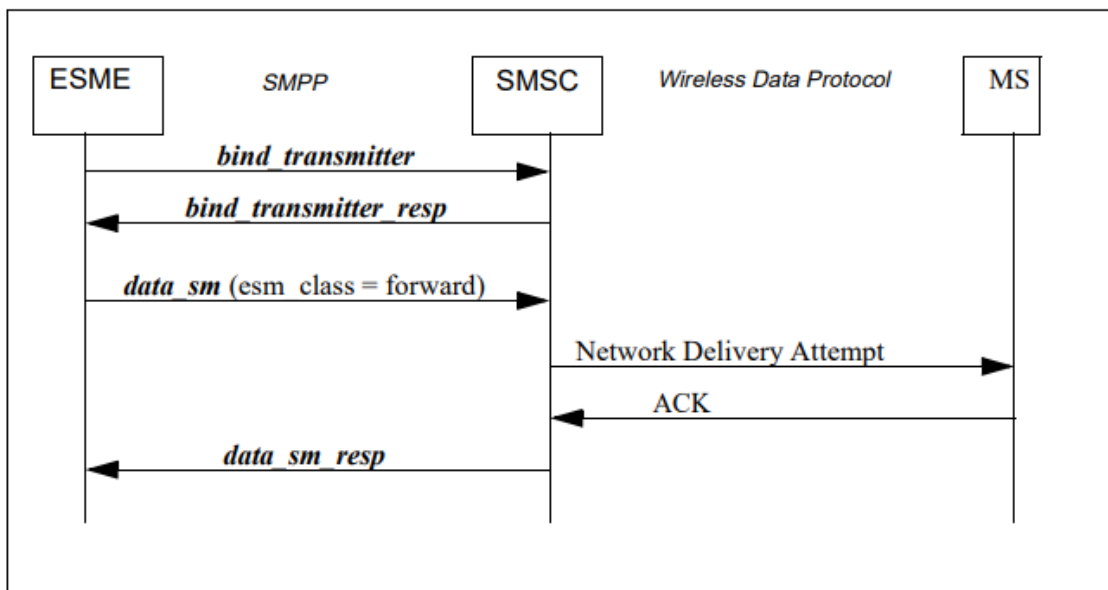 ESME
SMPP
SMSC
Wireless Data Protocol
MS
bind_transmitter
bind_transmitter_resp
data_sm (esm_class = forward)
Network Delivery Attempt
ACK
data_sm_resp